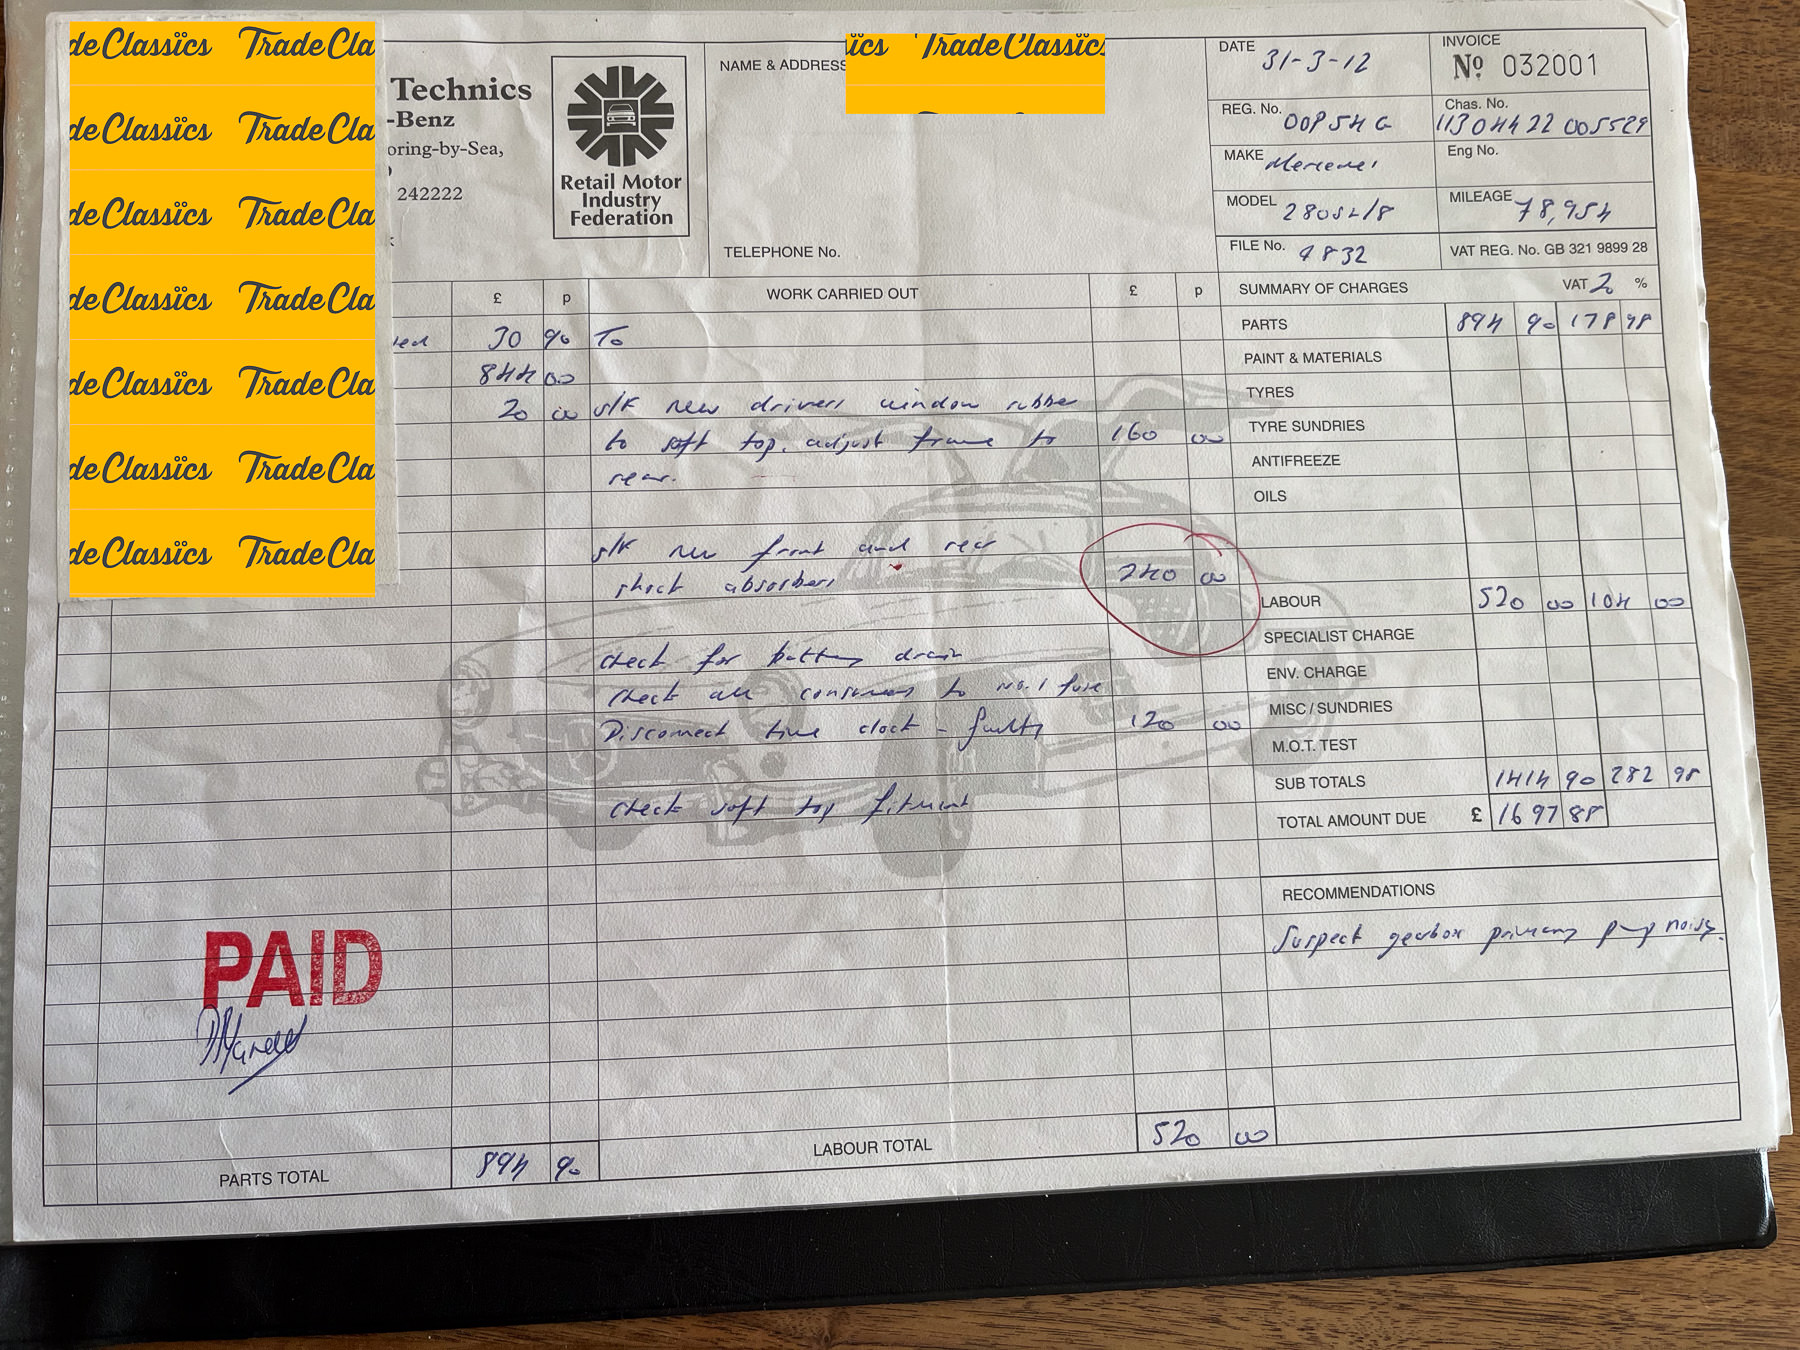 deClassics TradeCla
deClassics TradeCla
deClassics TradeCla
deClassics TradeCla
deClassics TradeCla
deClassics TradeCla
deClassics TradeCla
Technics
-Benz
oring-by-Sea,
242222
Retail Motor
Industry
Federation
NAME & ADDRESS
ics TradeClassics
TELEPHONE No.
DATE 31-3-12
INVOICE
No. 032001
REG. No. OOP 54 G
Chas. No.
113044 22 005529
MAKE Mercedes
Eng No.
MODEL 280SL/8
MILEAGE 78,954
FILE No. 4832
VAT REG. No. GB 321 9899 28
£ p WORK CARRIED OUT £ p
SUMMARY OF CHARGES VAT 20 %
30 90 To
844 00
20 00 s/f new drivers window rubber
to soft top. adjust frame to 160 00
rear.
s/f new front and rear
shock absorbers 240 00
check for battery drain
check all consumers to no. 1 fuse
Disconnect time clock - faulty 120 00
check soft top fitment
PARTS 894 90 178 98
PAINT & MATERIALS
TYRES
TYRE SUNDRIES
ANTIFREEZE
OILS
LABOUR 520 00 104 00
SPECIALIST CHARGE
ENV. CHARGE
MISC / SUNDRIES
M.O.T. TEST
SUB TOTALS 1414 90 282 98
TOTAL AMOUNT DUE £ 1697 88
RECOMMENDATIONS
Suspect gearbox primary pump noisy.
PAID
PARTS TOTAL 894 90
LABOUR TOTAL 520 00